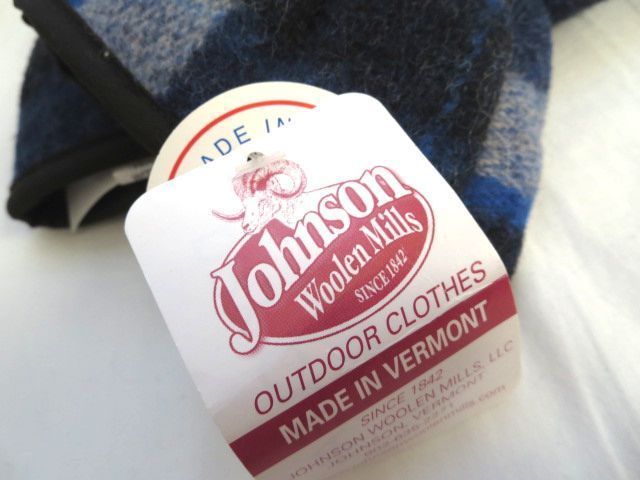 ADE IN
Johnson
Woolen Mills
SINCE 1842
OUTDOOR CLOTHES
MADE IN VERMONT
SINCE 1842
JOHNSON WOOLEN MILLS, LLC
JOHNSON, VERMONT